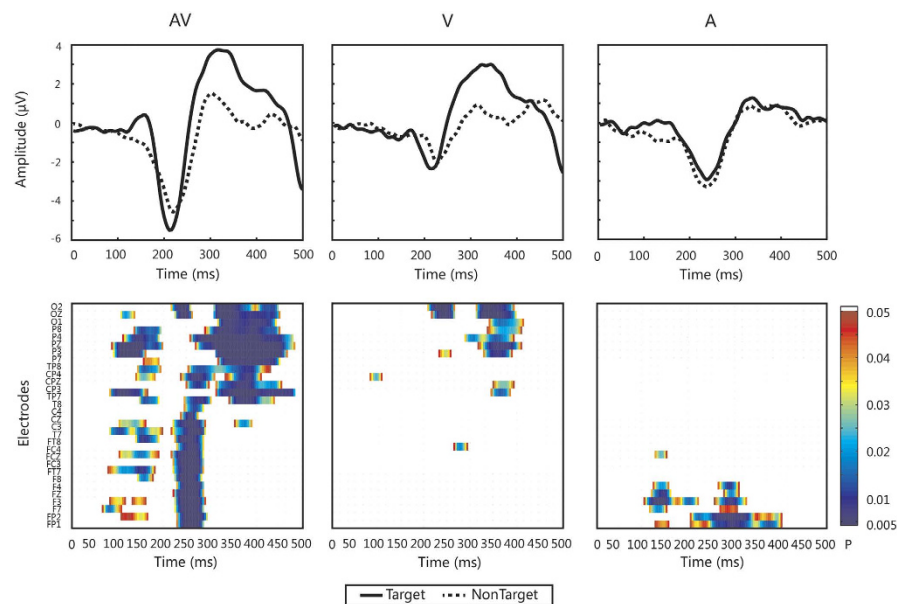 AV V A
Amplitude (µV)
4
2
0
-2
-4
-6
0 100 200 300 400 500
0 100 200 300 400 500
0 100 200 300 400 500
Time (ms) Time (ms) Time (ms)
Electrodes
O2
OZ
O1
P8
P4
PZ
P3
P7
TP8
CP4
CPZ
CP3
TP7
T8
C4
CZ
C3
T7
FT8
FC4
FCZ
FC3
FT7
F8
F4
FZ
F3
F7
FP2
FP1
0 50 100 150 200 250 300 350 400 450 500
0 50 100 150 200 250 300 350 400 450 500
0 50 100 150 200 250 300 350 400 450 500
Time (ms) Time (ms) Time (ms)
0.05
0.04
0.03
0.02
0.01
0.005
P
Target NonTarget